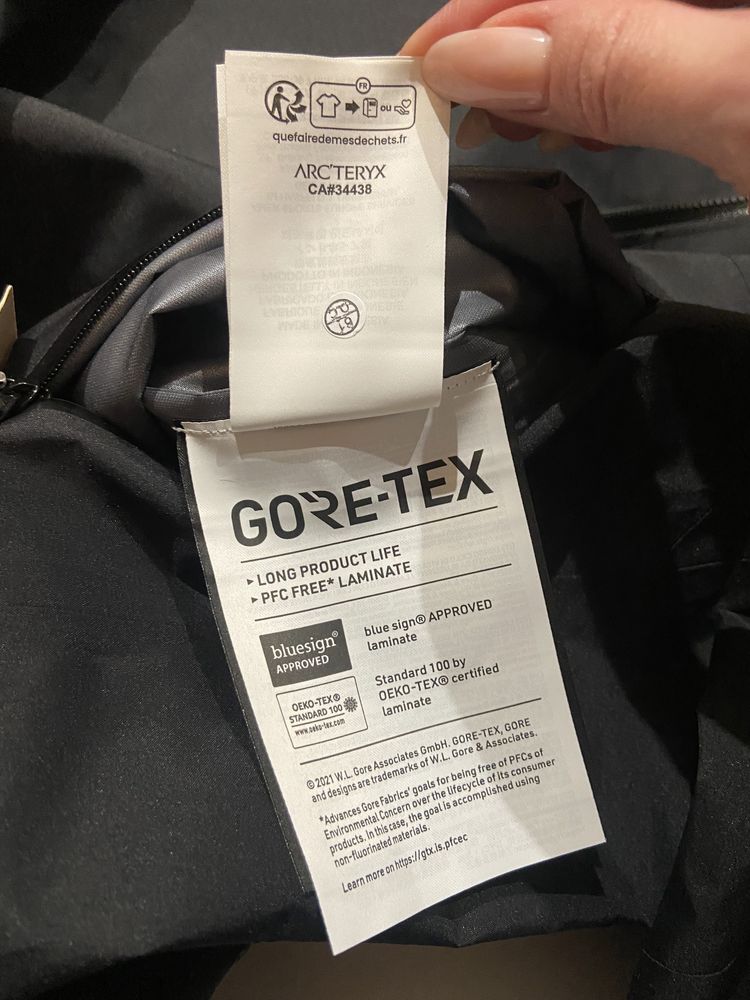 FR
ou
quefairedemesdechets.fr
ARC'TERYX
CA#34438
GORE-TEX
LONG PRODUCT LIFE
PFC FREE* LAMINATE
bluesign®
APPROVED
blue sign® APPROVED
laminate
OEKO-TEX®
STANDARD 100
www.oeko-tex.com
Standard 100 by
OEKO-TEX® certified
laminate
© 2021 W.L. Gore Associates GmbH. GORE-TEX, GORE
and designs are trademarks of W.L. Gore & Associates.
*Advances Gore Fabrics' goals for being free of PFCs of
Environmental Concern over the lifecycle of its consumer
products. In this case, the goal is accomplished using
non-fluorinated materials.
Learn more on https://gtx.is.pfcec